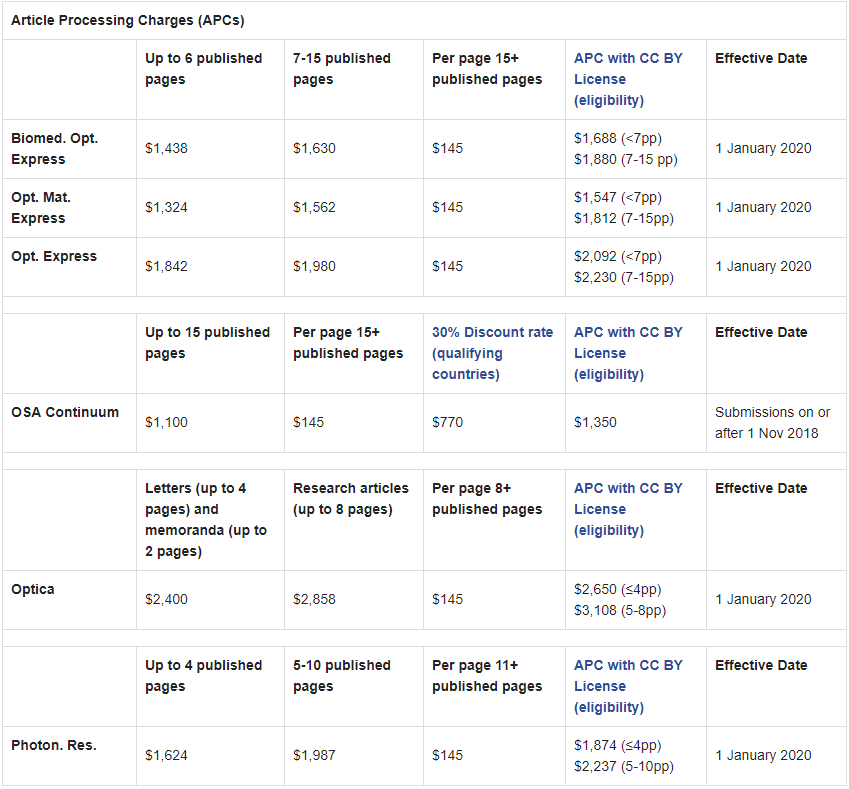 Article Processing Charges (APCs)
Up to 6 published pages
7-15 published pages
Per page 15+ published pages
APC with CC BY License (eligibility)
Effective Date
Biomed. Opt. Express
$1,438
$1,630
$145
$1,688 (<7pp)
$1,880 (7-15 pp)
1 January 2020
Opt. Mat. Express
$1,324
$1,562
$145
$1,547 (<7pp)
$1,812 (7-15pp)
1 January 2020
Opt. Express
$1,842
$1,980
$145
$2,092 (<7pp)
$2,230 (7-15pp)
1 January 2020
Up to 15 published pages
Per page 15+ published pages
30% Discount rate (qualifying countries)
APC with CC BY License (eligibility)
Effective Date
OSA Continuum
$1,100
$145
$770
$1,350
Submissions on or after 1 Nov 2018
Letters (up to 4 pages) and memoranda (up to 2 pages)
Research articles (up to 8 pages)
Per page 8+ published pages
APC with CC BY License (eligibility)
Effective Date
Optica
$2,400
$2,858
$145
$2,650 (≤4pp)
$3,108 (5-8pp)
1 January 2020
Up to 4 published pages
5-10 published pages
Per page 11+ published pages
APC with CC BY License (eligibility)
Effective Date
Photon. Res.
$1,624
$1,987
$145
$1,874 (≤4pp)
$2,237 (5-10pp)
1 January 2020